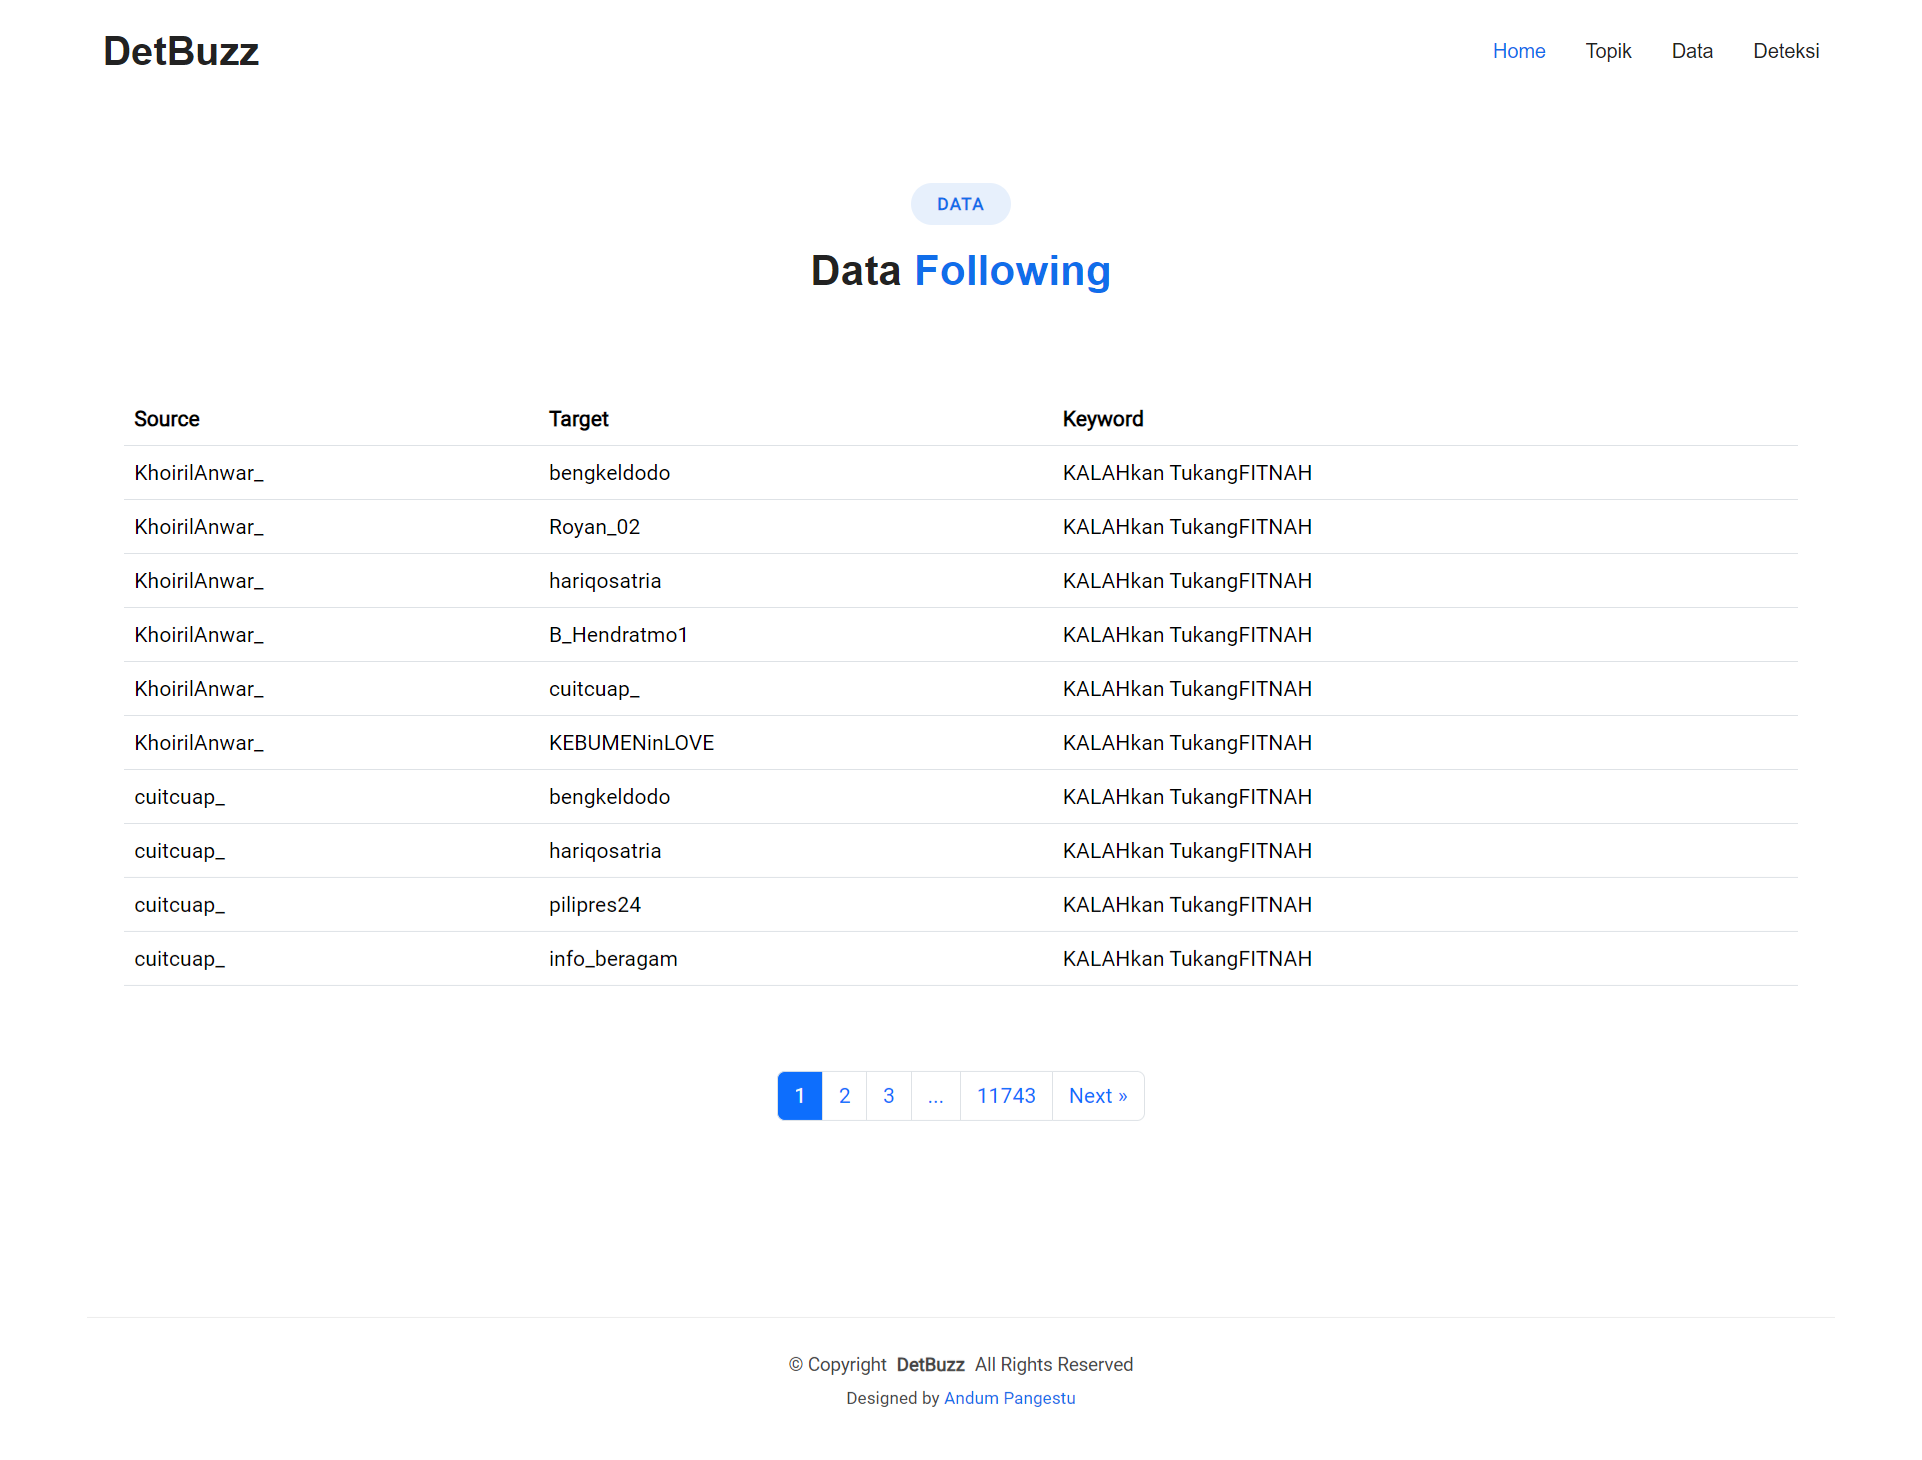 DetBuzz Home Topik Data Deteksi
DATA
Data Following
Source Target Keyword
KhoirilAnwar_ bengkeldodo KALAHkan TukangFITNAH
KhoirilAnwar_ Royan_02 KALAHkan TukangFITNAH
KhoirilAnwar_ hariqosatria KALAHkan TukangFITNAH
KhoirilAnwar_ B_Hendratmo1 KALAHkan TukangFITNAH
KhoirilAnwar_ cuitcuap_ KALAHkan TukangFITNAH
KhoirilAnwar_ KEBUMENinLOVE KALAHkan TukangFITNAH
cuitcuap_ bengkeldodo KALAHkan TukangFITNAH
cuitcuap_ hariqosatria KALAHkan TukangFITNAH
cuitcuap_ pilipres24 KALAHkan TukangFITNAH
cuitcuap_ info_beragam KALAHkan TukangFITNAH
1 2 3 ... 11743 Next »
© Copyright DetBuzz All Rights Reserved
Designed by Andum Pangestu